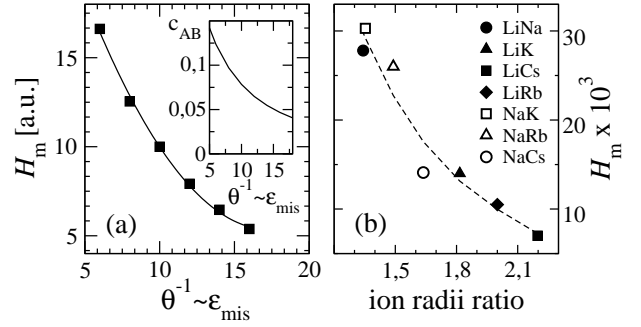 15
10
5
H_m [a.u.]
(a)
5 10 15 20
θ^-1~ε_mis
c_AB
0,1
0,05
0
5 10 15
θ^-1~ε_mis
(b)
LiNa
LiK
LiCs
LiRb
NaK
NaRb
NaCs
1,5 1,8 2,1
ion radii ratio
30
20
10
H_m x 10^3